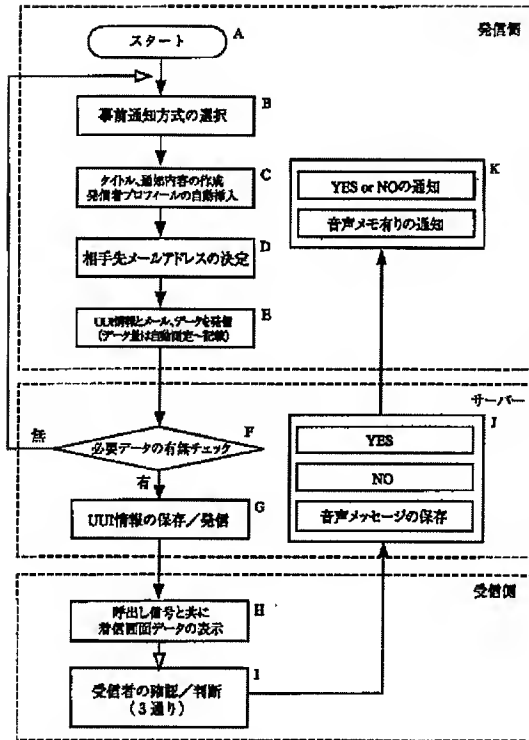 発信側
スタート
A
事前通知方式の選択
B
タイトル、通知内容の作成
発信者プロフィールの自動挿入
C
相手先メールアドレスの決定
D
UUI情報とメール、データを発信
(データ量は自動測定〜記載)
E
K
YES or NOの通知
音声メモ有りの通知
サーバー
無
必要データの有無チェック
F
有
UUI情報の保存／発信
G
J
YES
NO
音声メッセージの保存
受信側
呼出し信号と共に
着信画面データの表示
H
受信者の確認／判断
(3通り)
I